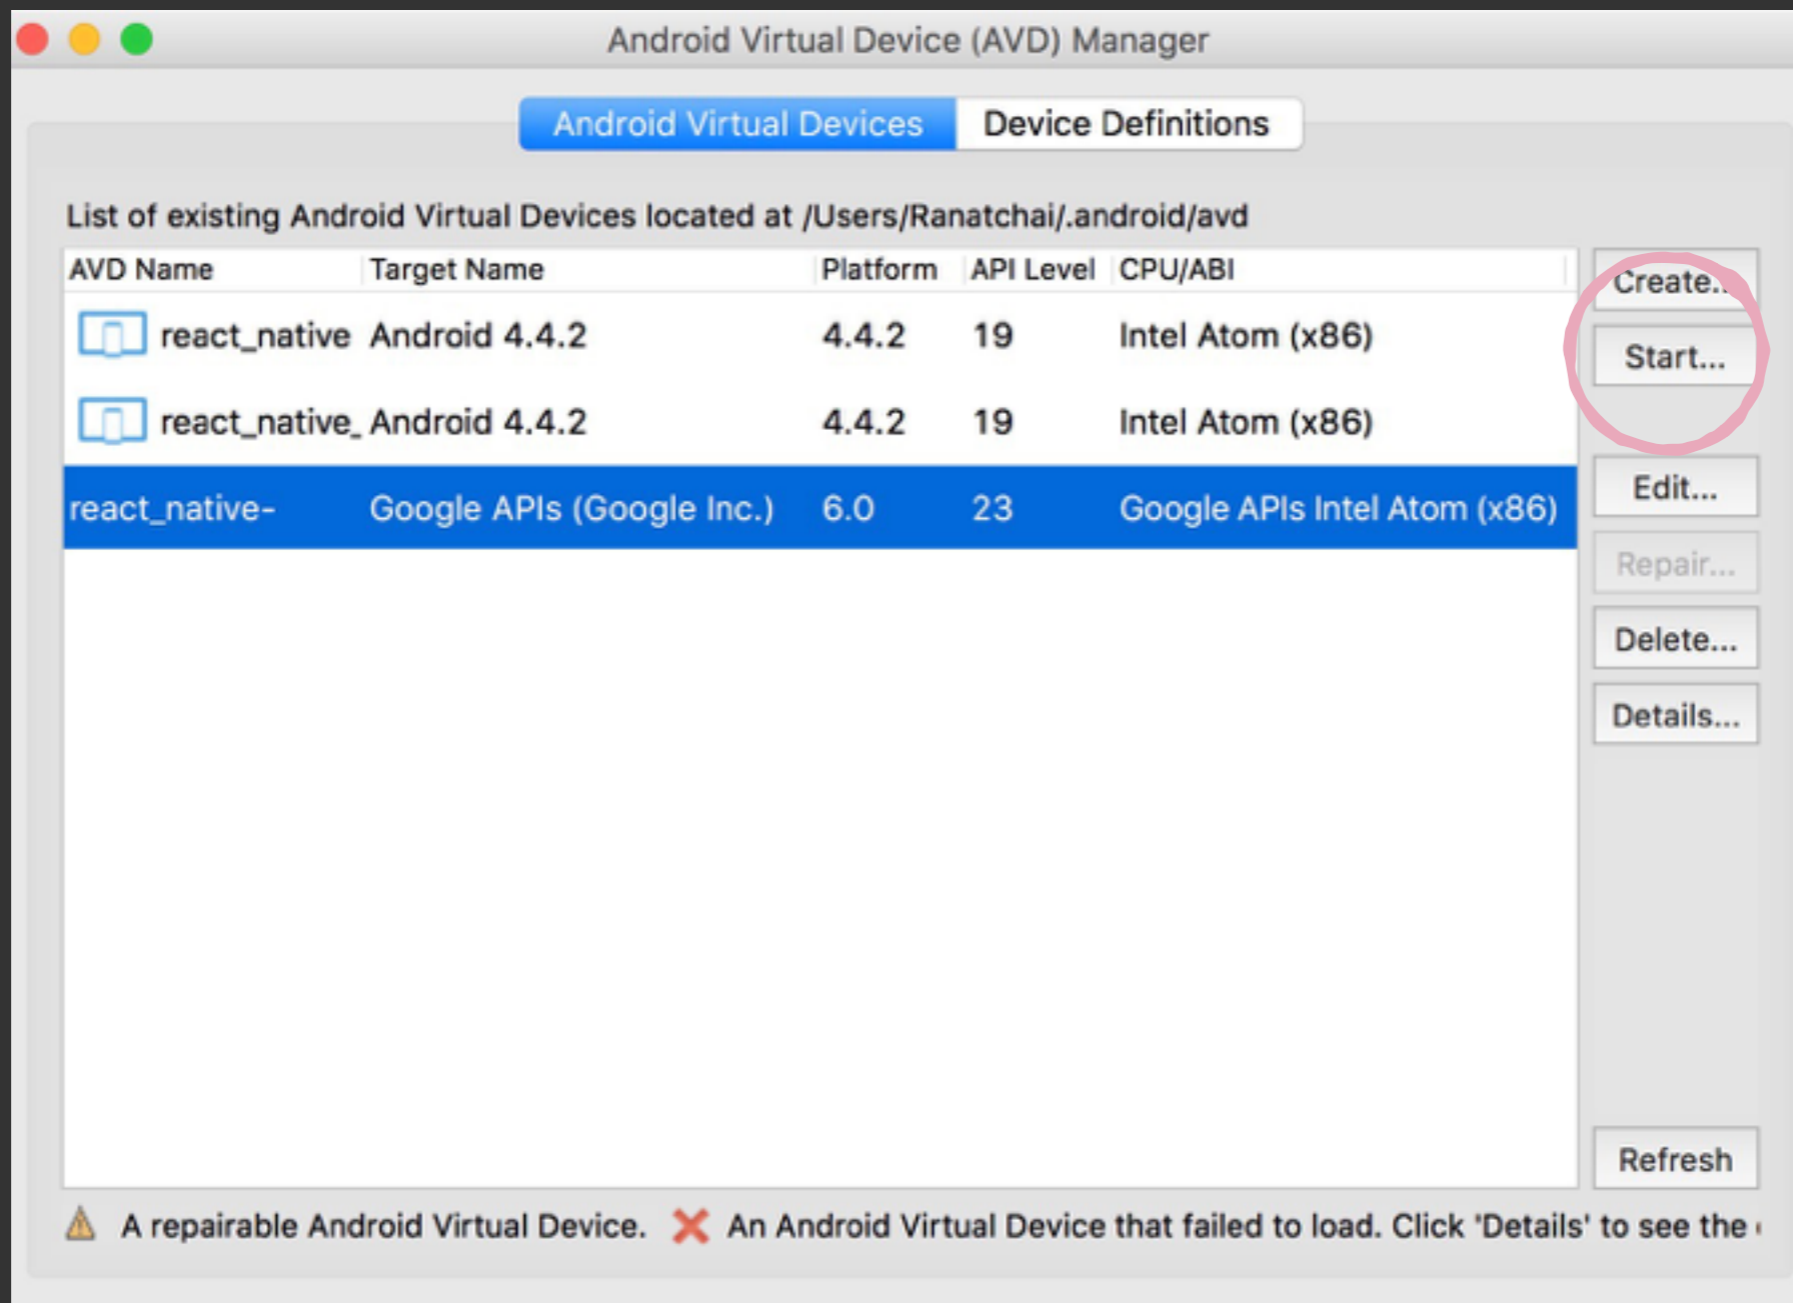 Android Virtual Device (AVD) Manager
Android Virtual Devices Device Definitions
List of existing Android Virtual Devices located at /Users/Ranatchai/.android/avd
AVD Name Target Name Platform API Level CPU/ABI
react_native Android 4.4.2 4.4.2 19 Intel Atom (x86)
react_native_ Android 4.4.2 4.4.2 19 Intel Atom (x86)
react_native- Google APIs (Google Inc.) 6.0 23 Google APIs Intel Atom (x86)
Create...
Start...
Edit...
Repair...
Delete...
Details...
Refresh
A repairable Android Virtual Device. An Android Virtual Device that failed to load. Click 'Details' to see the